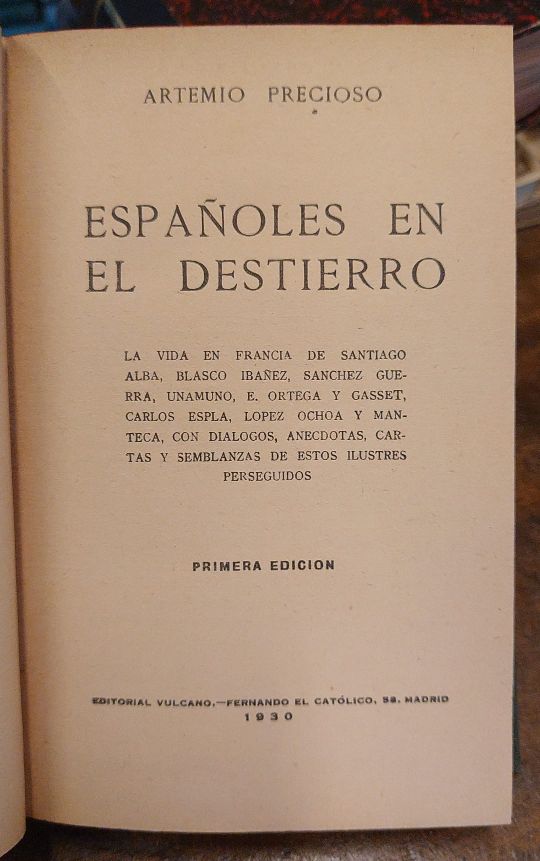 ARTEMIO PRECIOSO
ESPAÑOLES EN
EL DESTIERRO
LA VIDA EN FRANCIA DE SANTIAGO
ALBA, BLASCO IBAÑEZ, SANCHEZ GUE-
RRA, UNAMUNO, E. ORTEGA Y GASSET,
CARLOS ESPLA, LOPEZ OCHOA Y MAN-
TECA, CON DIALOGOS, ANECDOTAS, CAR-
TAS Y SEMBLANZAS DE ESTOS ILUSTRES
PERSEGUIDOS
PRIMERA EDICION
EDITORIAL VULCANO,—FERNANDO EL CATÓLICO, 58. MADRID
1930